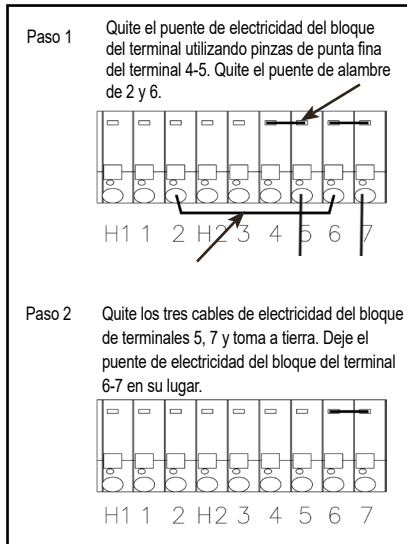 Paso 1
Quite el puente de electricidad del bloque
del terminal utilizando pinzas de punta fina
del terminal 4-5. Quite el puente de alambre
de 2 y 6.
H1 1 2 H2 3 4 5 6 7
Paso 2
Quite los tres cables de electricidad del bloque
de terminales 5, 7 y toma a tierra. Deje el
puente de electricidad del bloque del terminal
6-7 en su lugar.
H1 1 2 H2 3 4 5 6 7